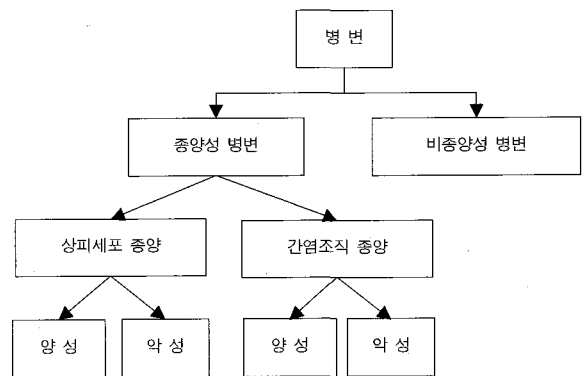 병 변
종양성 병변
비종양성 병변
상피세포 종양
간염조직 종양
양 성
악 성
양 성
악 성